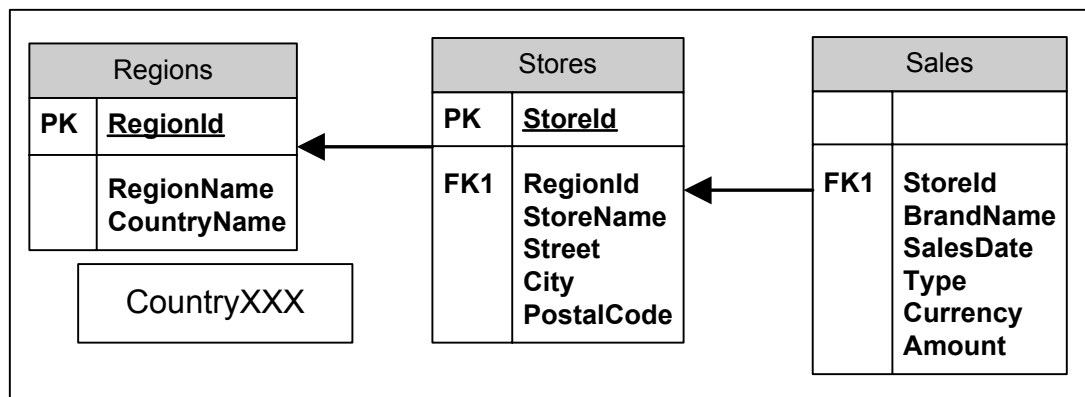 Regions
PK RegionId
RegionName
CountryName
CountryXXX
Stores
PK StoreId
FK1 RegionId
StoreName
Street
City
PostalCode
Sales
FK1 StoreId
BrandName
SalesDate
Type
Currency
Amount